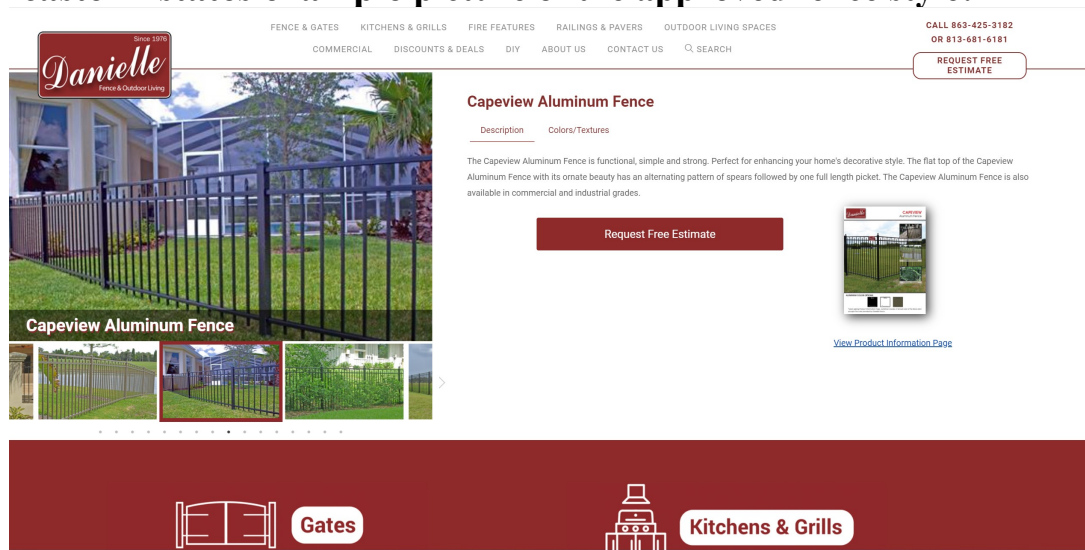 FENCE & GATES KITCHENS & GRILLS FIRE FEATURES RAILINGS & PAVERS OUTDOOR LIVING SPACES
COMMERCIAL DISCOUNTS & DEALS DIY ABOUT US CONTACT US SEARCH
CALL 863-425-3182
OR 813-681-6181
REQUEST FREE
ESTIMATE
Since 1976
Danielle
Fence & Outdoor Living
Capeview Aluminum Fence
Description Colors/Textures
The Capeview Aluminum Fence is functional, simple and strong. Perfect for enhancing your home's decorative style. The flat top of the Capeview
Aluminum Fence with its ornate beauty has an alternating pattern of spears followed by one full length picket. The Capeview Aluminum Fence is also
available in commercial and industrial grades.
Request Free Estimate
Danielle
CAPEVIEW
View Product Information Page
Capeview Aluminum Fence
Gates
Kitchens & Grills